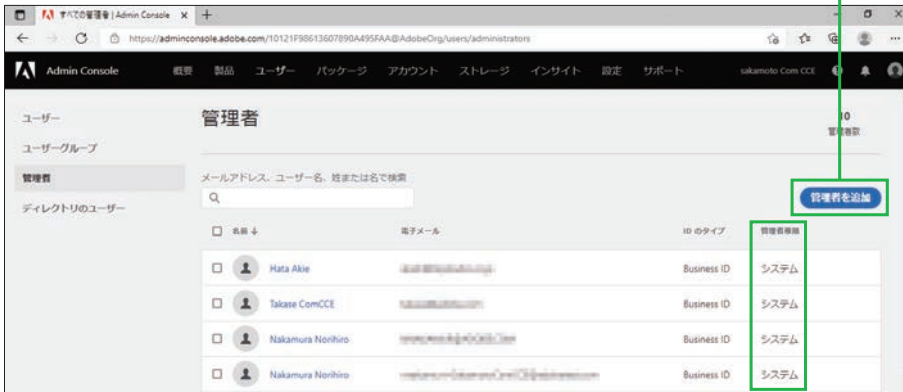 すべての管理者 | Admin Console
https://adminconsole.adobe.com/10121F98613607890A495FAA@AdobeOrg/users/administrators
Admin Console 概要 製品 ユーザー パッケージ アカウント ストレージ インサイト 設定 サポート sakamoto Com CCE
ユーザー
ユーザーグループ
管理者
ディレクトリのユーザー
管理者
10
管理者数
メールアドレス、ユーザー名、姓または名で検索
管理者を追加
名前 ↓ 電子メール ID のタイプ 管理者権限
Hata Akie Business ID システム
Takase ComCCE Business ID システム
Nakamura Norihiro Business ID システム
Nakamura Norihiro Business ID システム